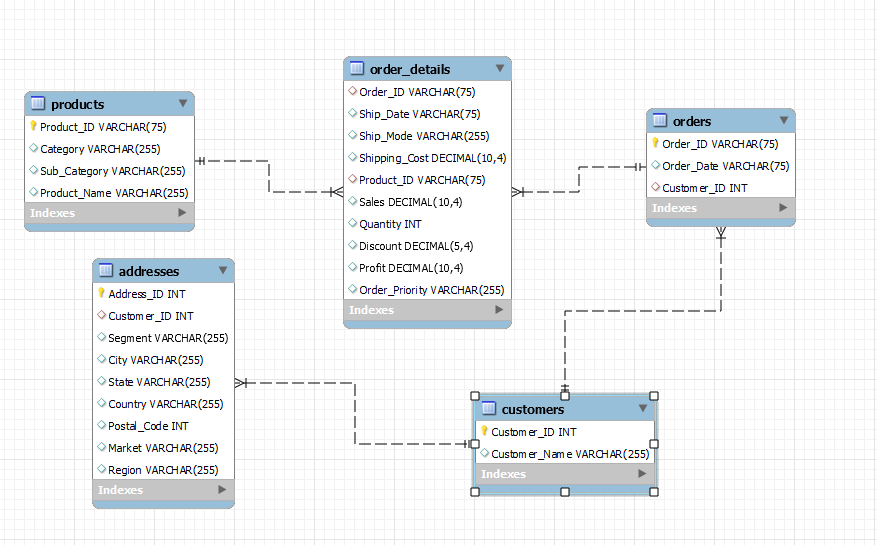 products
Product_ID VARCHAR(75)
Category VARCHAR(255)
Sub_Category VARCHAR(255)
Product_Name VARCHAR(255)
Indexes
order_details
Order_ID VARCHAR(75)
Ship_Date VARCHAR(75)
Ship_Mode VARCHAR(255)
Shipping_Cost DECIMAL(10,4)
Product_ID VARCHAR(75)
Sales DECIMAL(10,4)
Quantity INT
Discount DECIMAL(5,4)
Profit DECIMAL(10,4)
Order_Priority VARCHAR(255)
Indexes
orders
Order_ID VARCHAR(75)
Order_Date VARCHAR(75)
Customer_ID INT
Indexes
addresses
Address_ID INT
Customer_ID INT
Segment VARCHAR(255)
City VARCHAR(255)
State VARCHAR(255)
Country VARCHAR(255)
Postal_Code INT
Market VARCHAR(255)
Region VARCHAR(255)
Indexes
customers
Customer_ID INT
Customer_Name VARCHAR(255)
Indexes